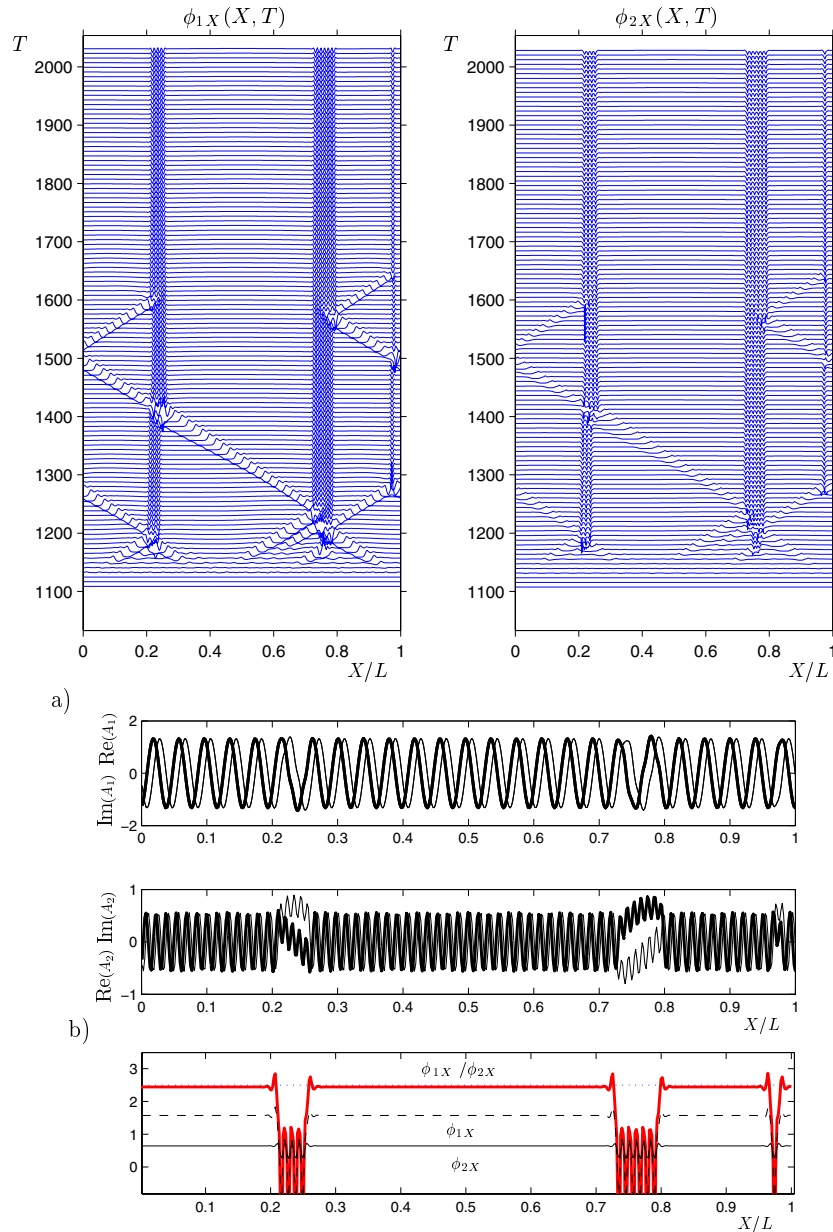 ϕ₁X(X, T) ϕ₂X(X, T)
T T
2000 2000
1900 1900
1800 1800
1700 1700
1600 1600
1500 1500
1400 1400
1300 1300
1200 1200
1100 1100
0 0.2 0.4 0.6 0.8 1 0 0.2 0.4 0.6 0.8 1
X/L X/L
a)
Im(A₁) Re(A₁)
2
0
−2
0 0.1 0.2 0.3 0.4 0.5 0.6 0.7 0.8 0.9 1
Re(A₂) Im(A₂)
1
0
−1
0 0.1 0.2 0.3 0.4 0.5 0.6 0.7 0.8 0.9 1
X/L
b)
3
2
1
0
ϕ₁X /ϕ₂X
ϕ₁X
ϕ₂X
0.1 0.2 0.3 0.4 0.5 0.6 0.7 0.8 0.9 1
X/L